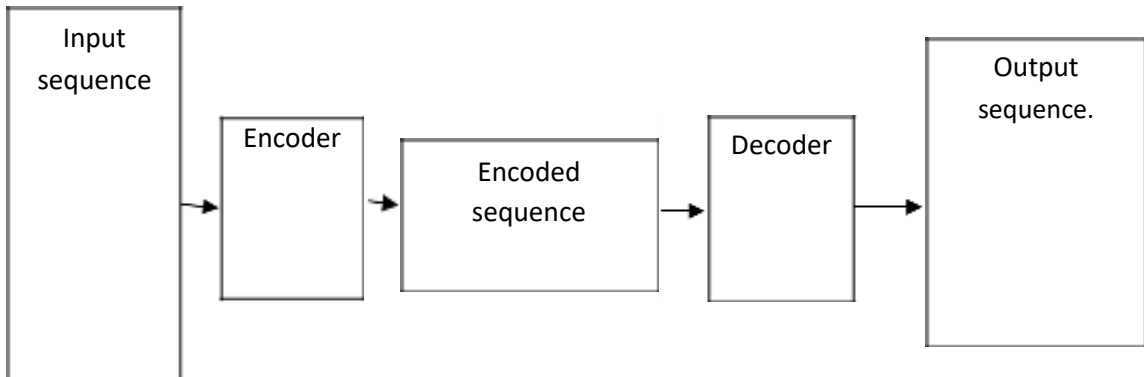 Input
sequence
Encoder
Encoded
sequence
Decoder
Output
sequence.